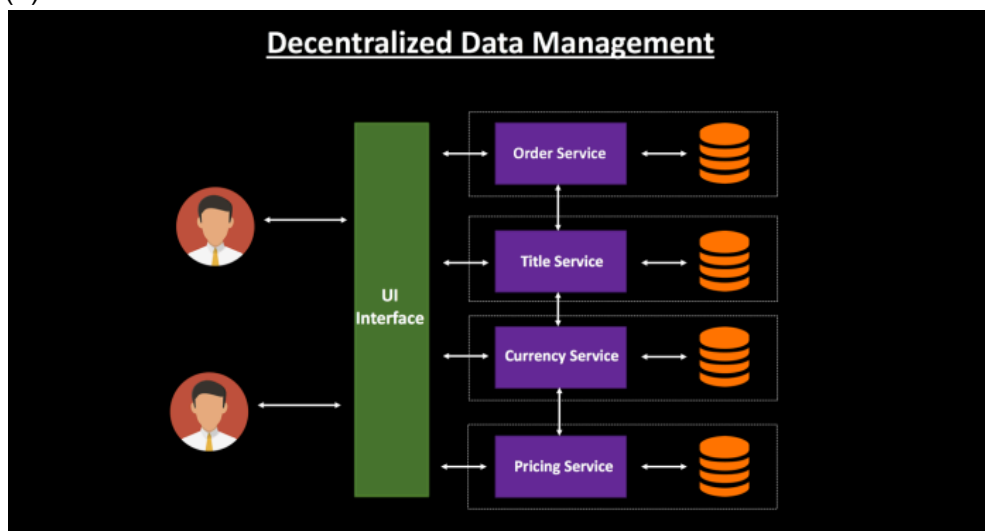 Decentralized Data Management
Order Service
Title Service
UI
Interface
Currency Service
Pricing Service